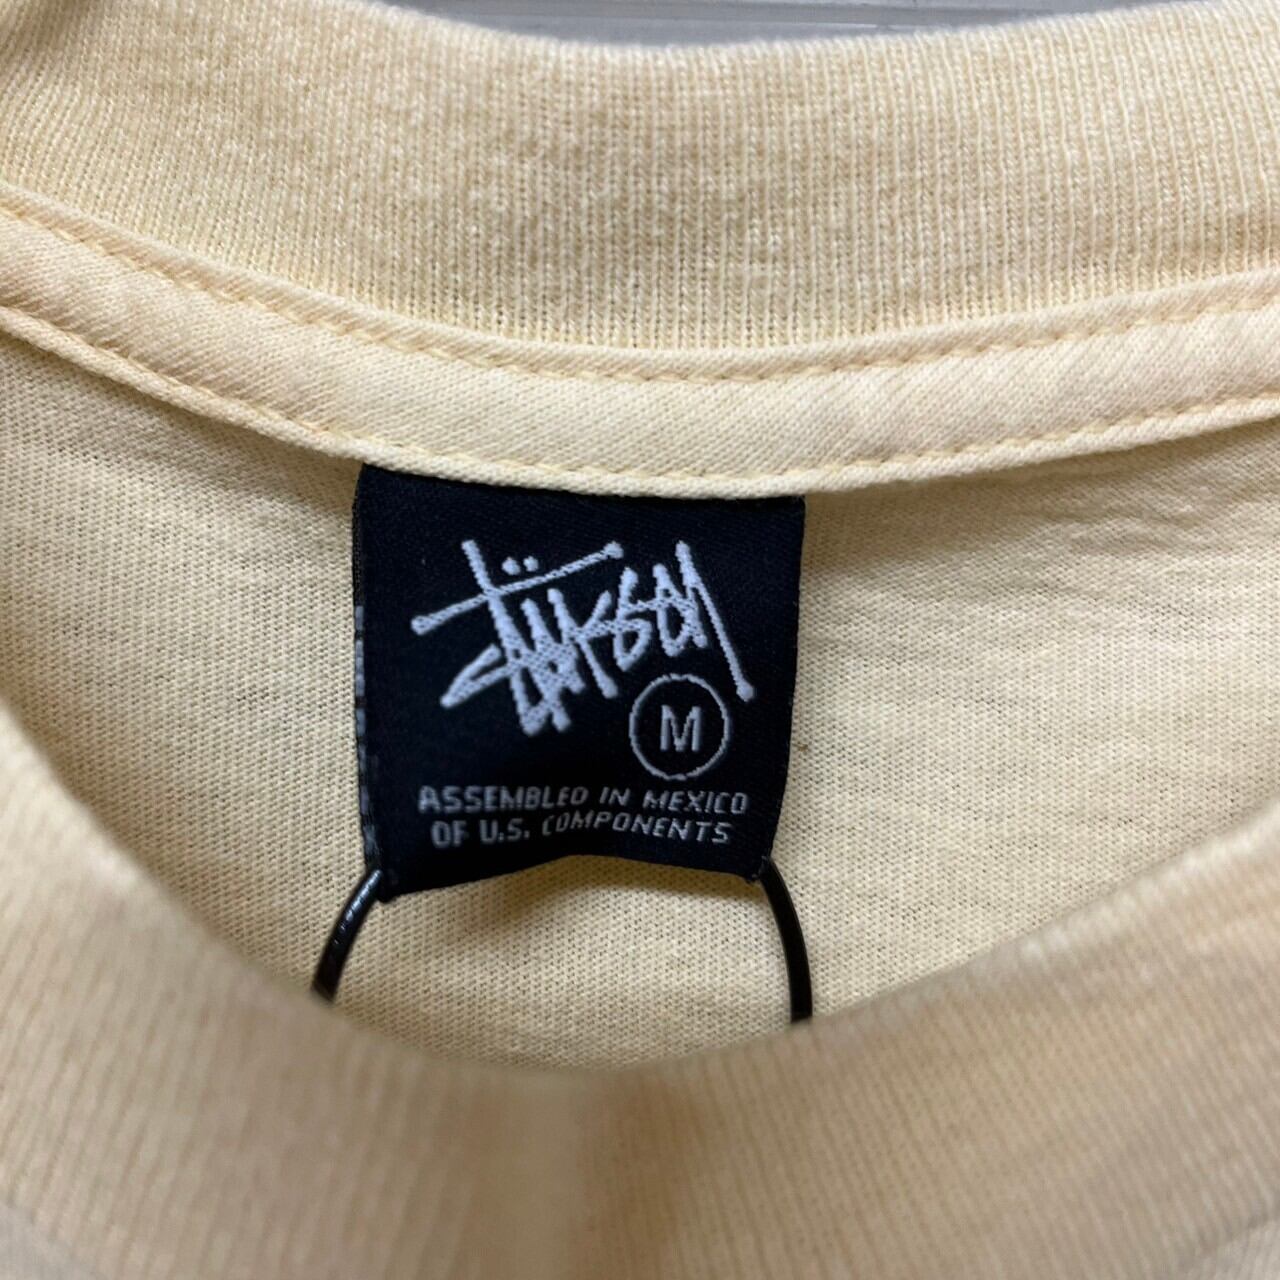 Stüssy
M
ASSEMBLED IN MEXICO
OF U.S. COMPONENTS